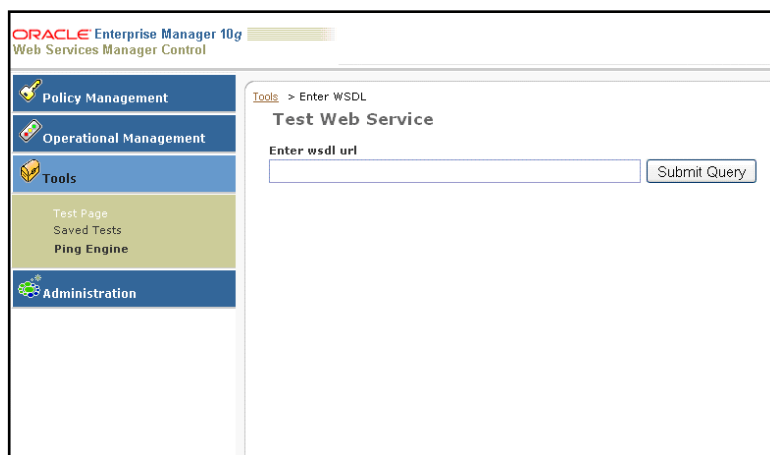 ORACLE Enterprise Manager 10g
Web Services Manager Control
Policy Management
Operational Management
Tools
Test Page
Saved Tests
Ping Engine
Administration
Tools > Enter WSDL
Test Web Service
Enter wsdl url
Submit Query